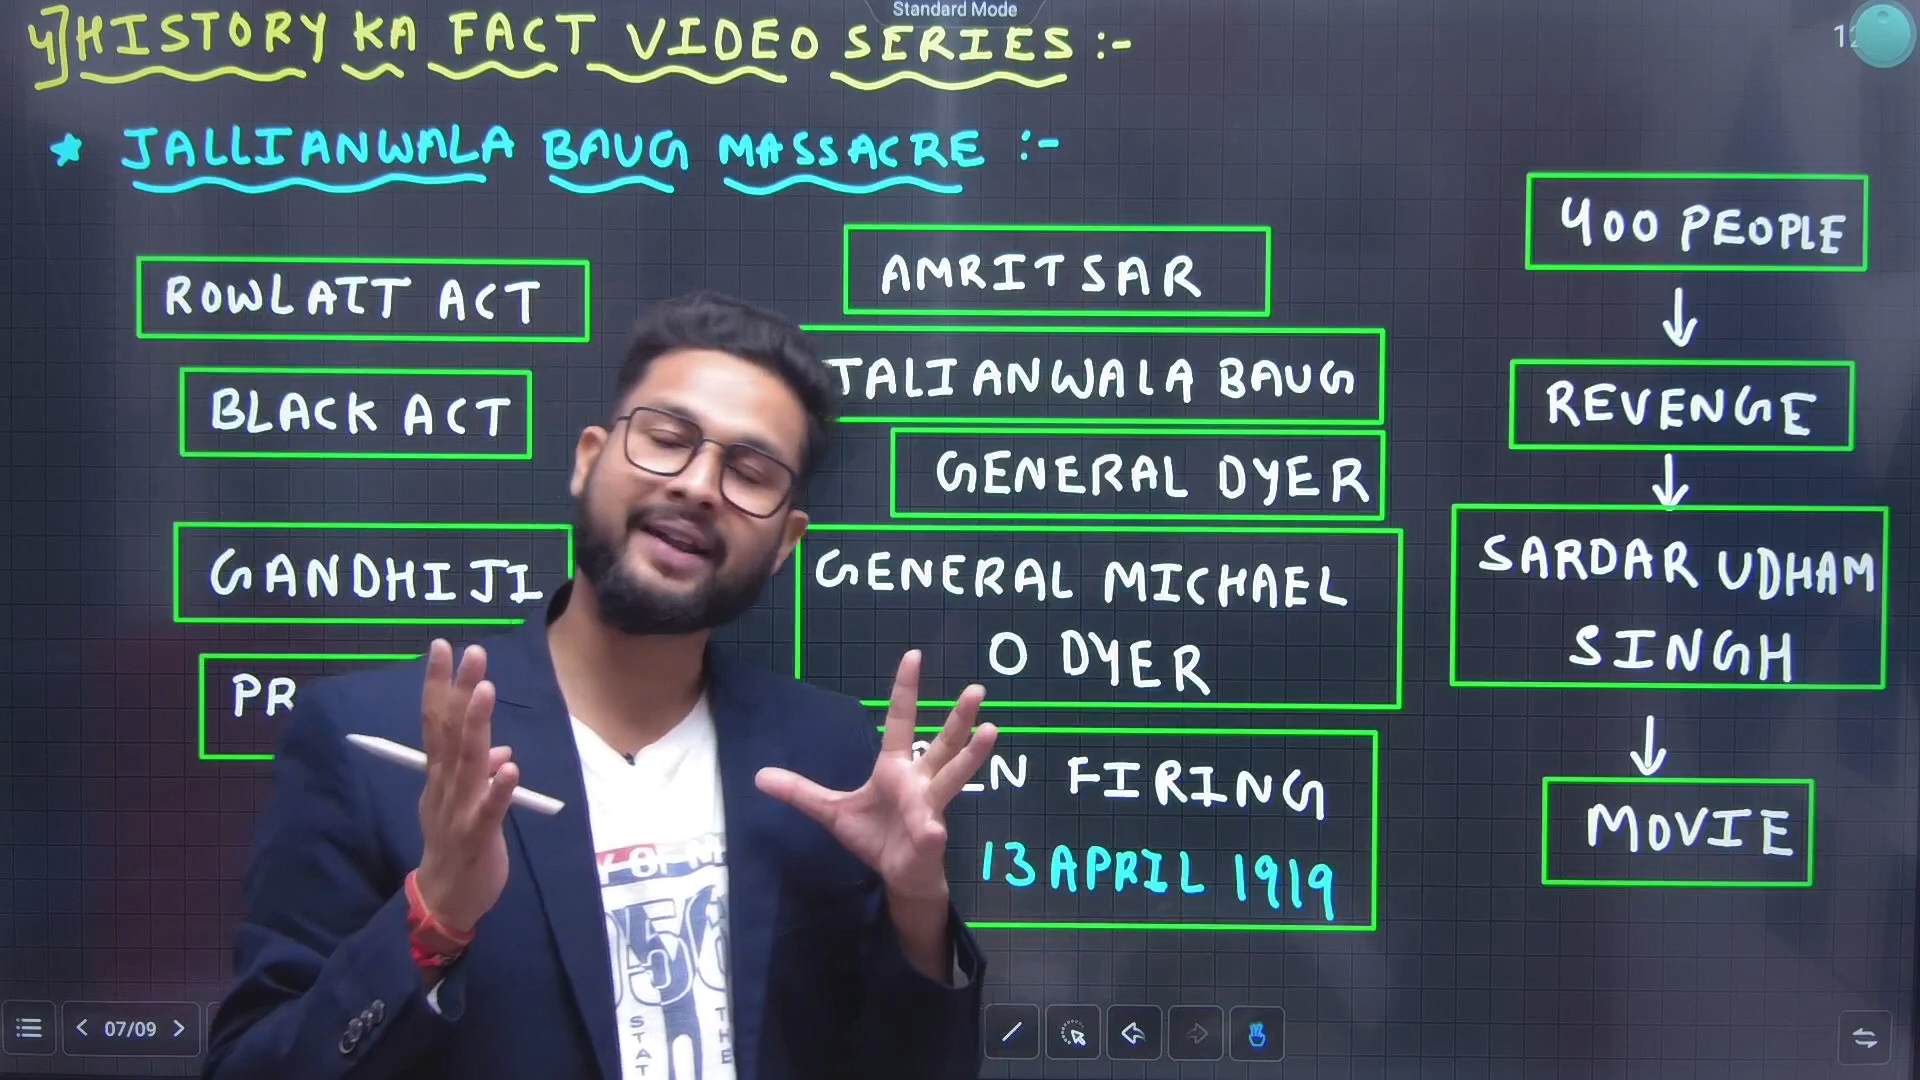 Standard Mode
4] HISTORY KA FACT VIDEO SERIES :-
★ JALLIANWALA BAUG MASSACRE :-
ROWLATT ACT
BLACK ACT
GANDHIJI
PR
AMRITSAR
TALIANWALA BAUG
GENERAL DYER
GENERAL MICHAEL
O DYER
FIRING
13 APRIL 1919
400 PEOPLE
↓
REVENGE
↓
SARDAR UDHAM
SINGH
↓
MOVIE
07/09